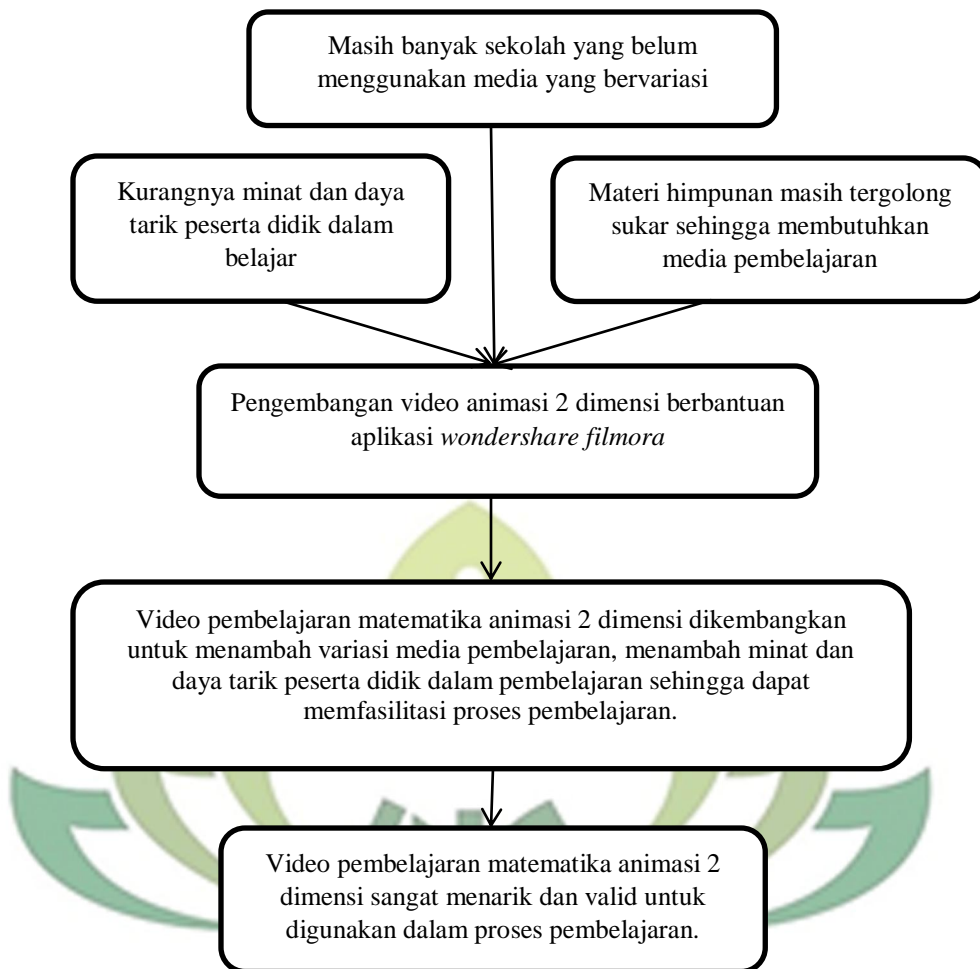 Masih banyak sekolah yang belum
menggunakan media yang bervariasi
Kurangnya minat dan daya
tarik peserta didik dalam
belajar
Materi himpunan masih tergolong
sukar sehingga membutuhkan
media pembelajaran
Pengembangan video animasi 2 dimensi berbantuan
aplikasi wondershare filmora
Video pembelajaran matematika animasi 2 dimensi dikembangkan
untuk menambah variasi media pembelajaran, menambah minat dan
daya tarik peserta didik dalam pembelajaran sehingga dapat
memfasilitasi proses pembelajaran.
Video pembelajaran matematika animasi 2
dimensi sangat menarik dan valid untuk
digunakan dalam proses pembelajaran.